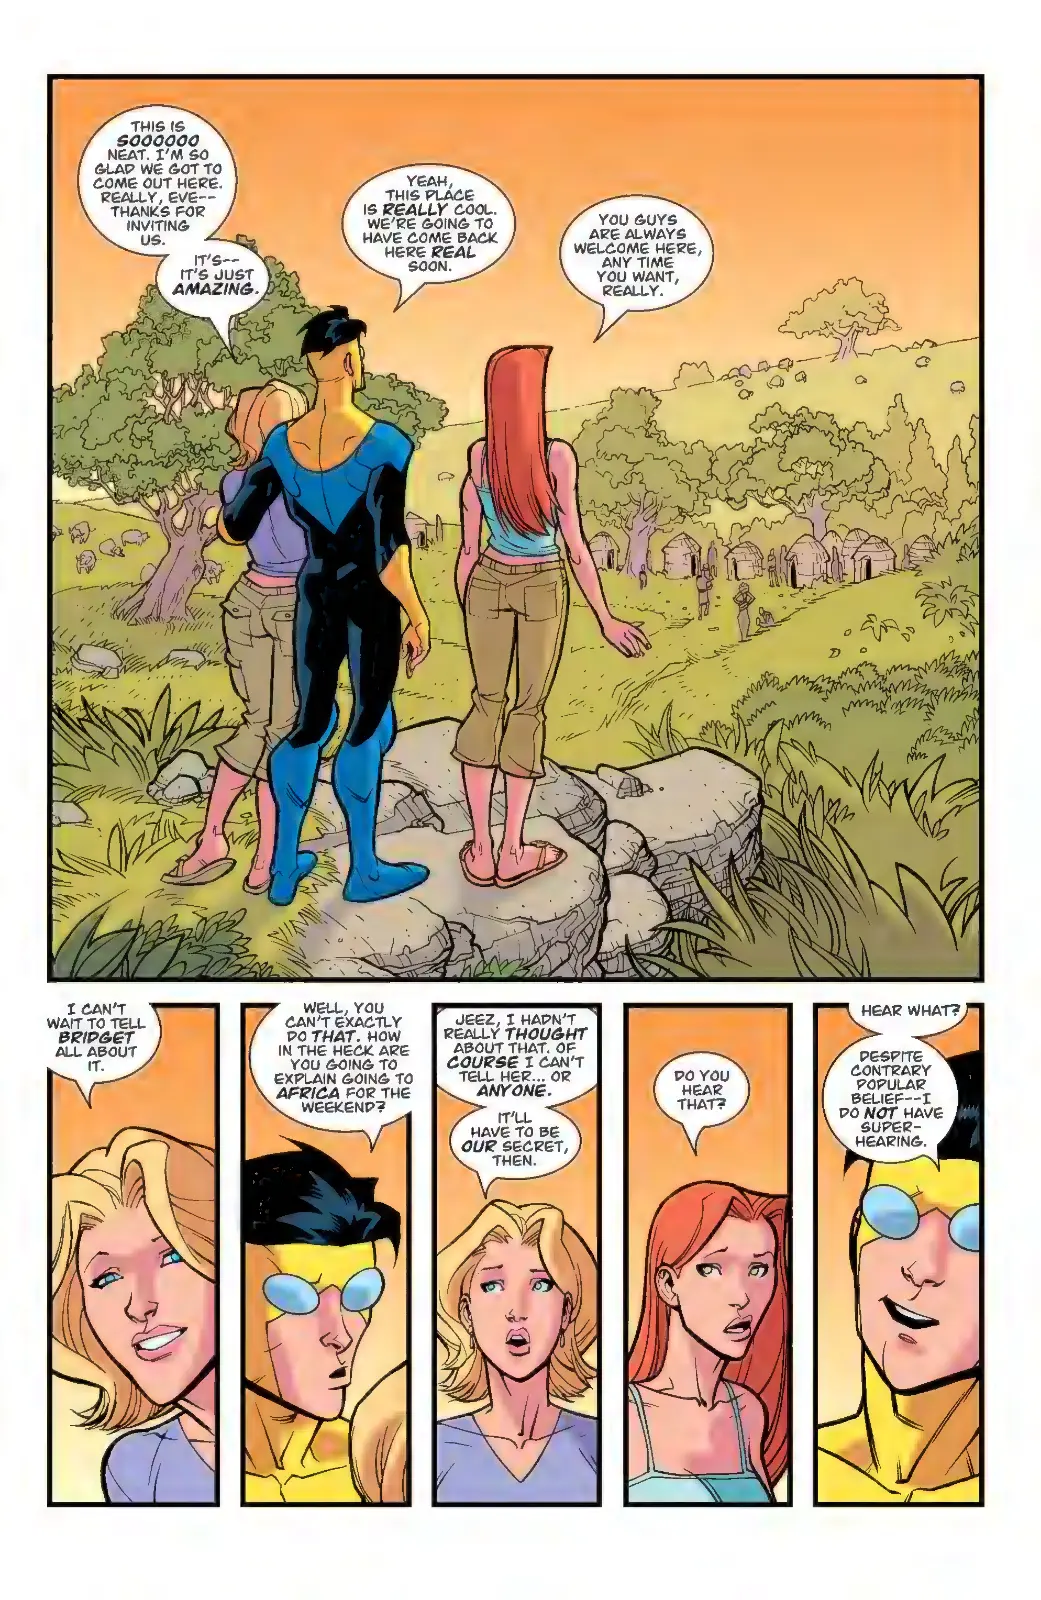 THIS IS
SOOOOOO
NEAT. I'M SO
GLAD WE GOT TO
COME OUT HERE.
REALLY, EVE--
THANKS FOR
INVITING
US.
IT'S--
IT'S JUST
AMAZING.
YEAH,
THIS PLACE
IS REALLY COOL.
WE'RE GOING TO
HAVE COME BACK
HERE REAL
SOON.
YOU GUYS
ARE ALWAYS
WELCOME HERE,
ANY TIME
YOU WANT,
REALLY.
I CAN'T
WAIT TO TELL
BRIDGET
ALL ABOUT
IT.
WELL, YOU
CAN'T EXACTLY
DO THAT. HOW
IN THE HECK ARE
YOU GOING TO
EXPLAIN GOING TO
AFRICA FOR THE
WEEKEND?
JEEZ, I HADN'T
REALLY THOUGHT
ABOUT THAT. OF
COURSE I CAN'T
TELL HER... OR
ANYONE.
IT'LL
HAVE TO BE
OUR SECRET,
THEN.
DO YOU
HEAR
THAT?
HEAR WHAT?
DESPITE
CONTRARY
POPULAR
BELIEF--I
DO NOT HAVE
SUPER-
HEARING.